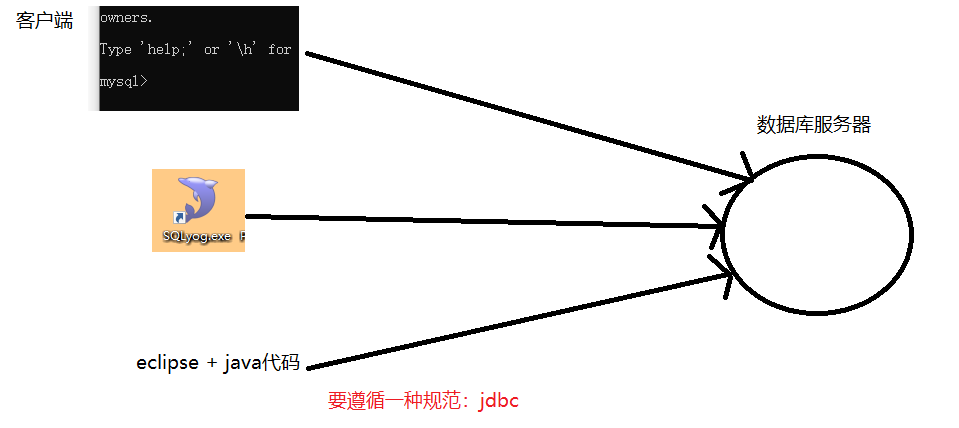 客户端
owners.
Type 'help;' or '\h' for
mysql>
数据库服务器
SQLyog.exe
eclipse + java代码
要遵循一种规范：jdbc